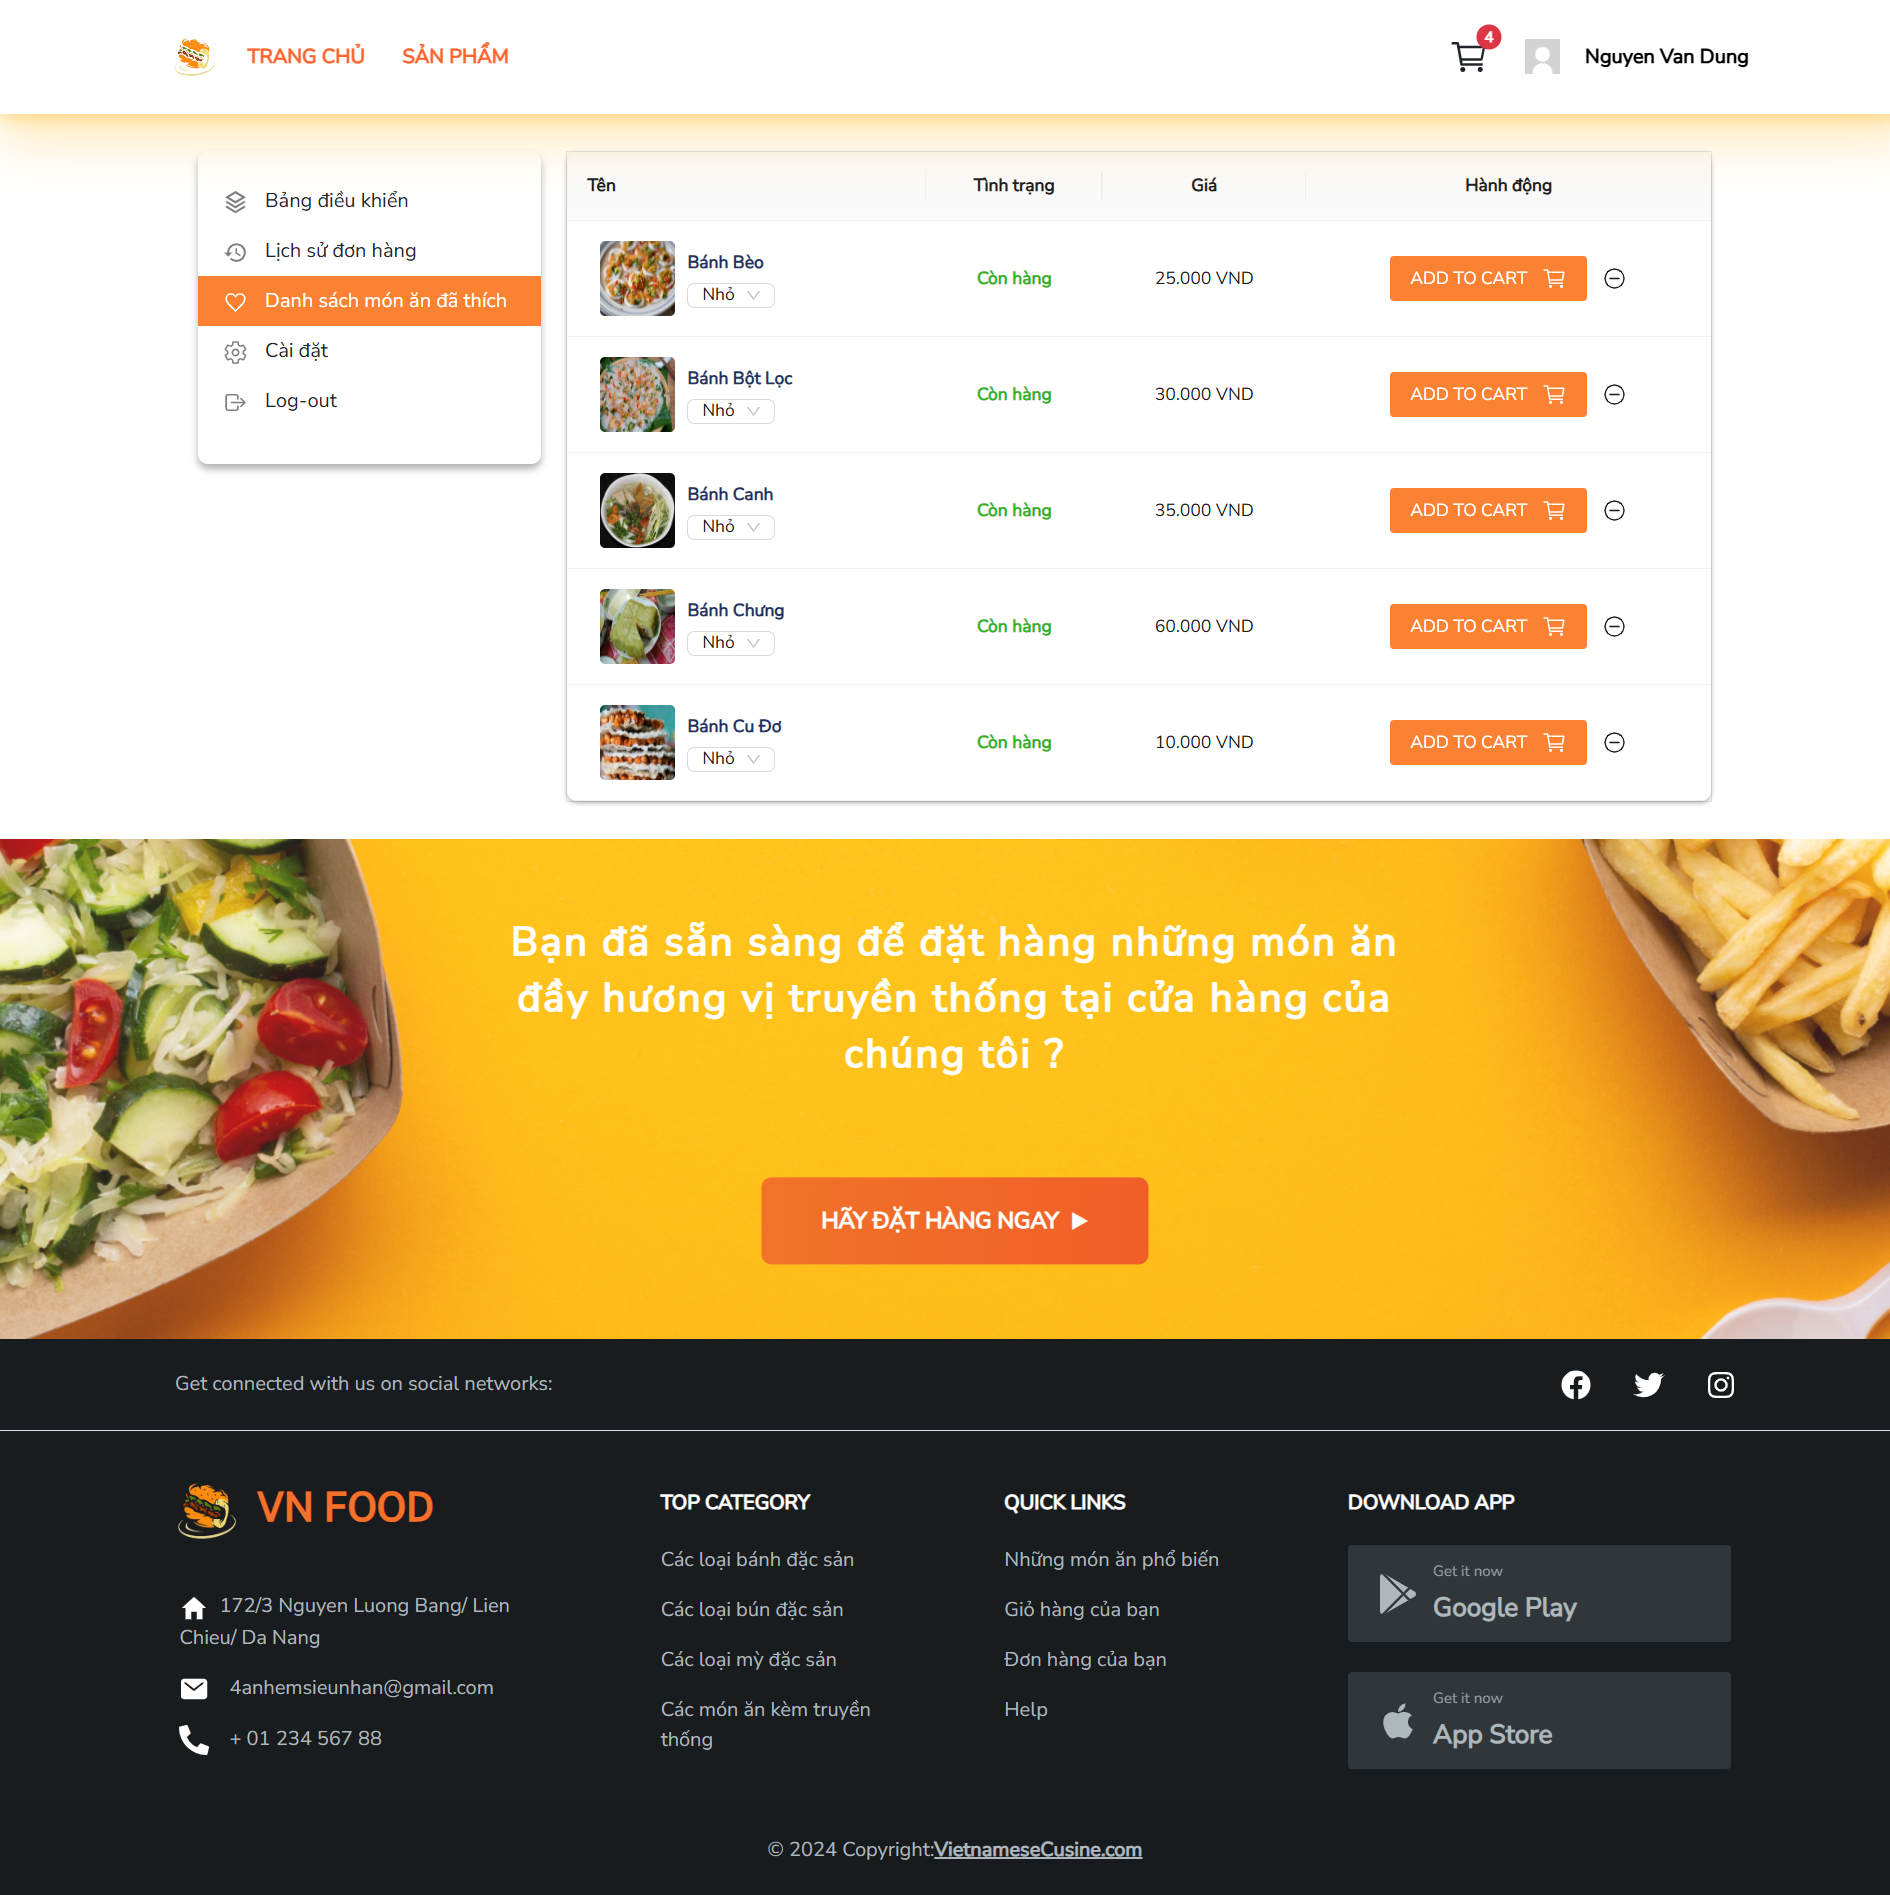 TRANG CHỦ SẢN PHẨM 4 Nguyen Van Dung
Bảng điều khiển
Lịch sử đơn hàng
Danh sách món ăn đã thích
Cài đặt
Log-out
Tên Tình trạng Giá Hành động
Bánh Bèo
Nhỏ
Còn hàng 25.000 VND ADD TO CART
Bánh Bột Lọc
Nhỏ
Còn hàng 30.000 VND ADD TO CART
Bánh Canh
Nhỏ
Còn hàng 35.000 VND ADD TO CART
Bánh Chưng
Nhỏ
Còn hàng 60.000 VND ADD TO CART
Bánh Cu Đơ
Nhỏ
Còn hàng 10.000 VND ADD TO CART
Bạn đã sẵn sàng để đặt hàng những món ăn
đầy hương vị truyền thống tại cửa hàng của
chúng tôi ?
HÃY ĐẶT HÀNG NGAY
Get connected with us on social networks:
VN FOOD
172/3 Nguyen Luong Bang/ Lien
Chieu/ Da Nang
4anhemsieunhan@gmail.com
+ 01 234 567 88
TOP CATEGORY
Các loại bánh đặc sản
Các loại bún đặc sản
Các loại mỳ đặc sản
Các món ăn kèm truyền
thống
QUICK LINKS
Những món ăn phổ biến
Giỏ hàng của bạn
Đơn hàng của bạn
Help
DOWNLOAD APP
Get it now
Google Play
Get it now
App Store
© 2024 Copyright:VietnameseCusine.com